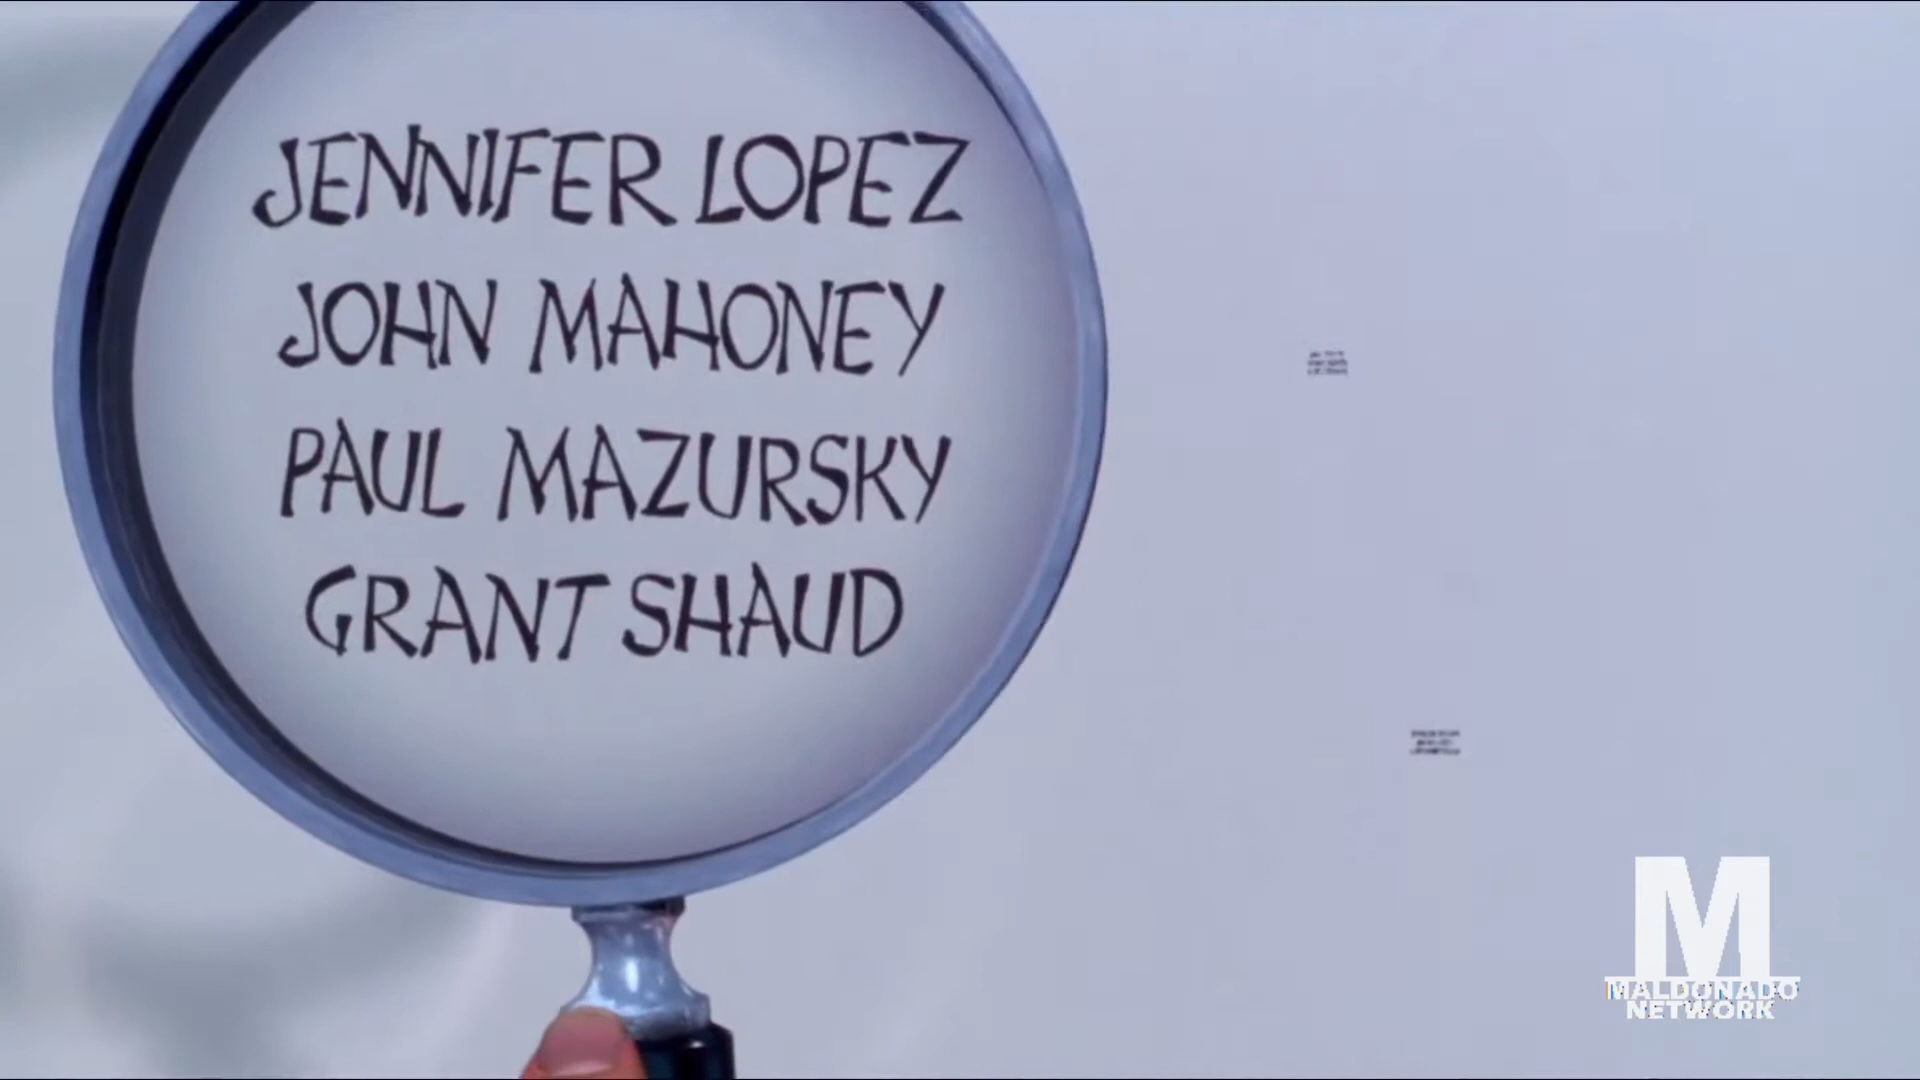 JENNIFER LOPEZ
JOHN MAHONEY
PAUL MAZURSKY
GRANT SHAUD
M
MALDONADO
NETWORK